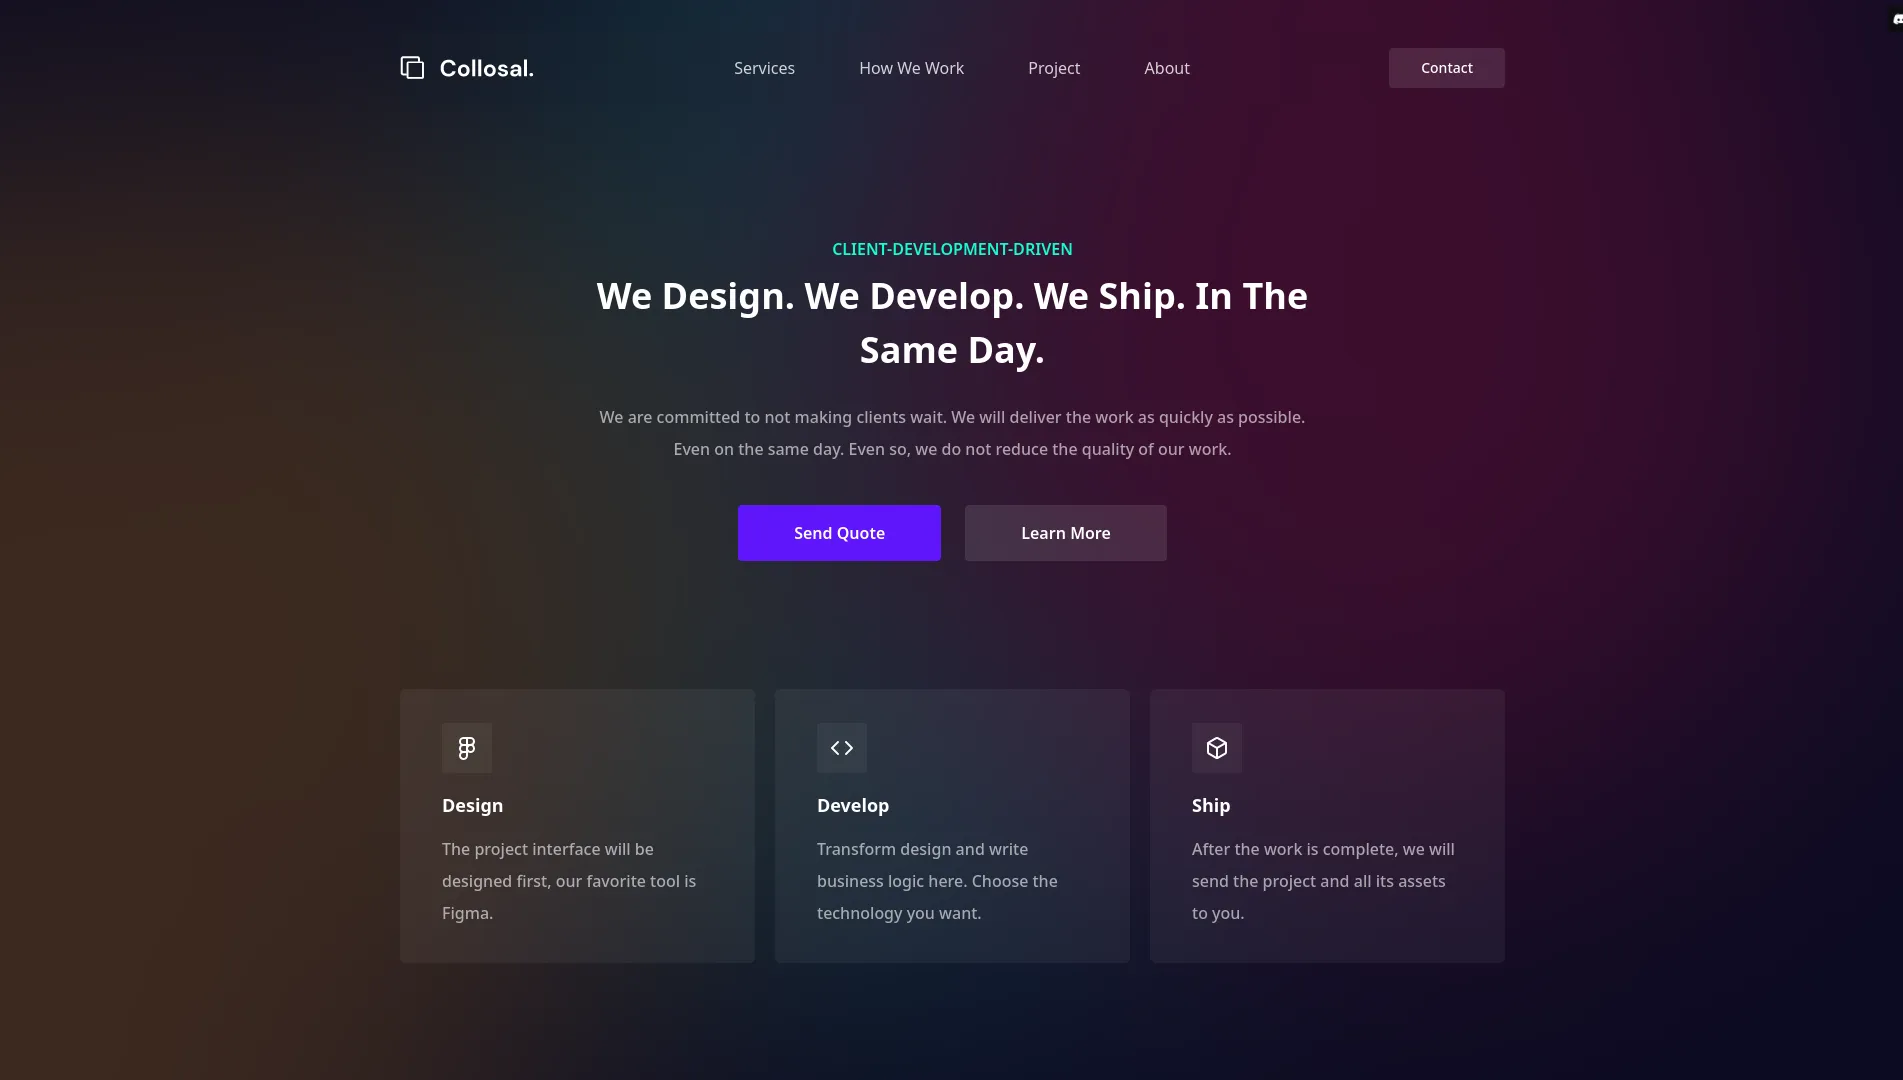 Collosal.
Services
How We Work
Project
About
Contact
CLIENT-DEVELOPMENT-DRIVEN
We Design. We Develop. We Ship. In The
Same Day.
We are committed to not making clients wait. We will deliver the work as quickly as possible.
Even on the same day. Even so, we do not reduce the quality of our work.
Send Quote
Learn More
Design
The project interface will be
designed first, our favorite tool is
Figma.
Develop
Transform design and write
business logic here. Choose the
technology you want.
Ship
After the work is complete, we will
send the project and all its assets
to you.